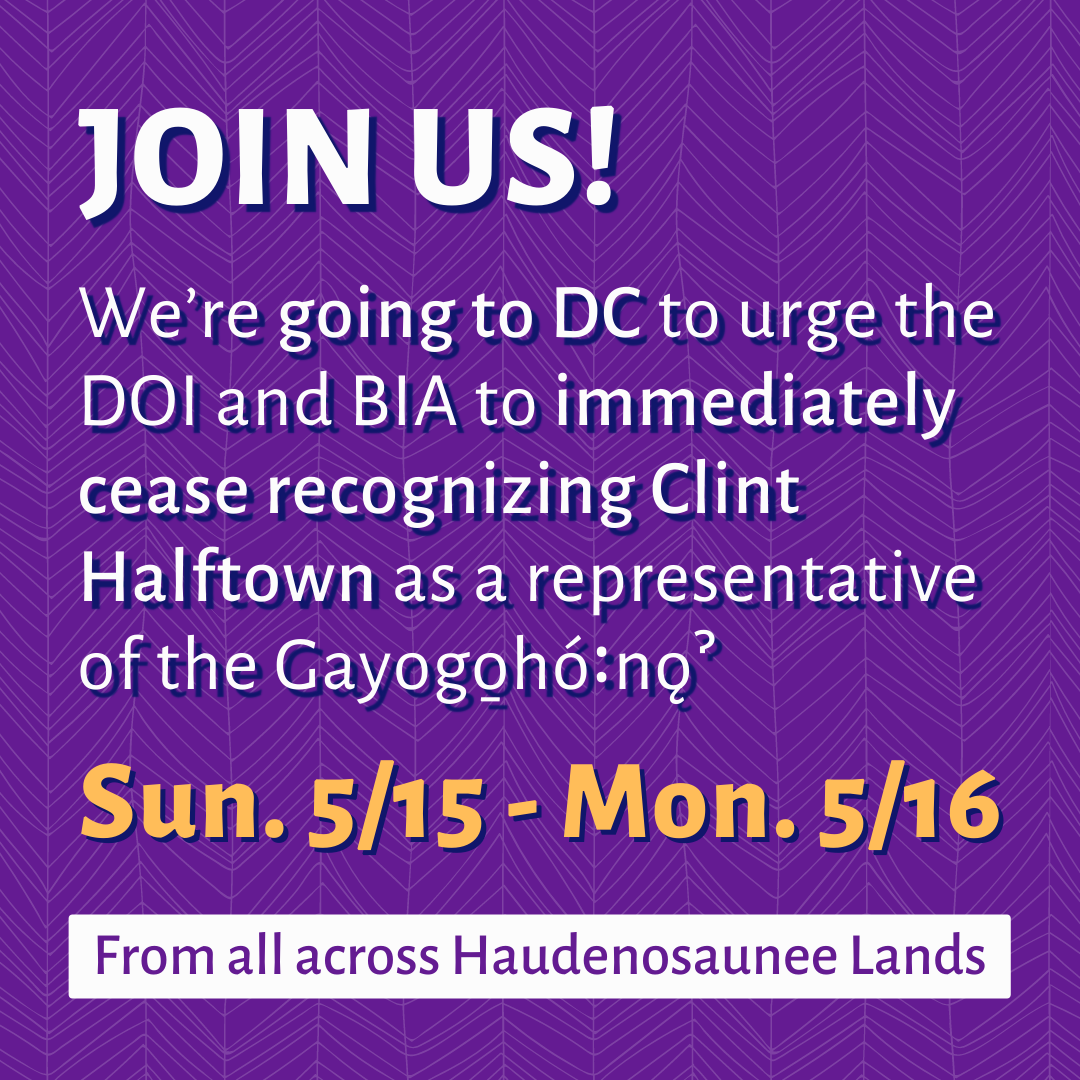 JOIN US!
We’re going to DC to urge the
DOI and BIA to immediately
cease recognizing Clint
Halftown as a representative
of the Gayogo̱hó꞉nǫˀ
Sun. 5/15 - Mon. 5/16
From all across Haudenosaunee Lands